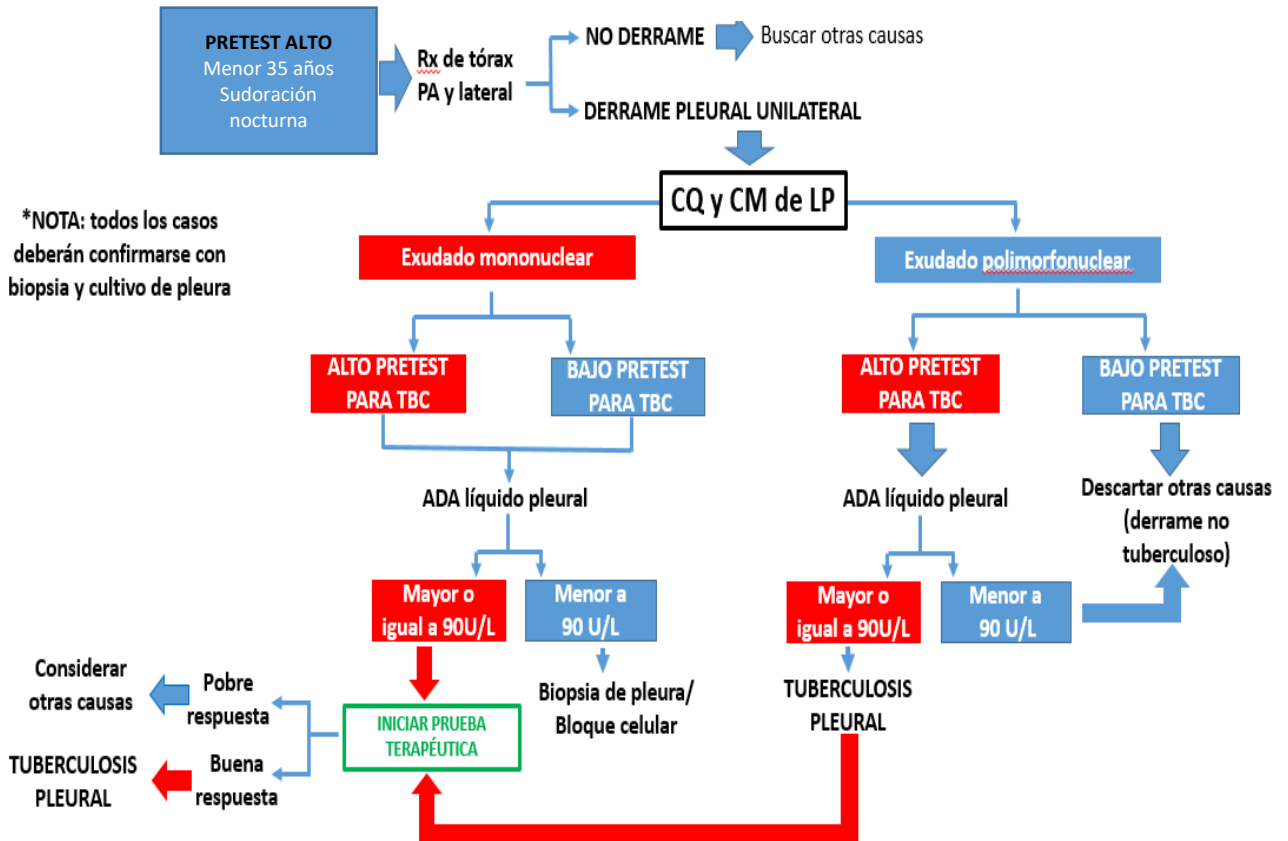 PRETEST ALTO
Menor 35 años
Sudoración
nocturna
Rx de tórax
PA y lateral
NO DERRAME
Buscar otras causas
DERRAME PLEURAL UNILATERAL
CQ y CM de LP
*NOTA: todos los casos
deberán confirmarse con
biopsia y cultivo de pleura
Exudado mononuclear
Exudado polimorfonuclear
ALTO PRETEST
PARA TBC
BAJO PRETEST
PARA TBC
ALTO PRETEST
PARA TBC
BAJO PRETEST
PARA TBC
ADA líquido pleural
ADA líquido pleural
Descartar otras causas
(derrame no
tuberculoso)
Mayor o
igual a 90U/L
Menor a
90 U/L
Mayor o
igual a 90U/L
Menor a
90 U/L
Biopsia de pleura/
Bloque celular
TUBERCULOSIS
PLEURAL
Considerar
otras causas
Pobre
respuesta
INICIAR PRUEBA
TERAPÉUTICA
TUBERCULOSIS
PLEURAL
Buena
respuesta